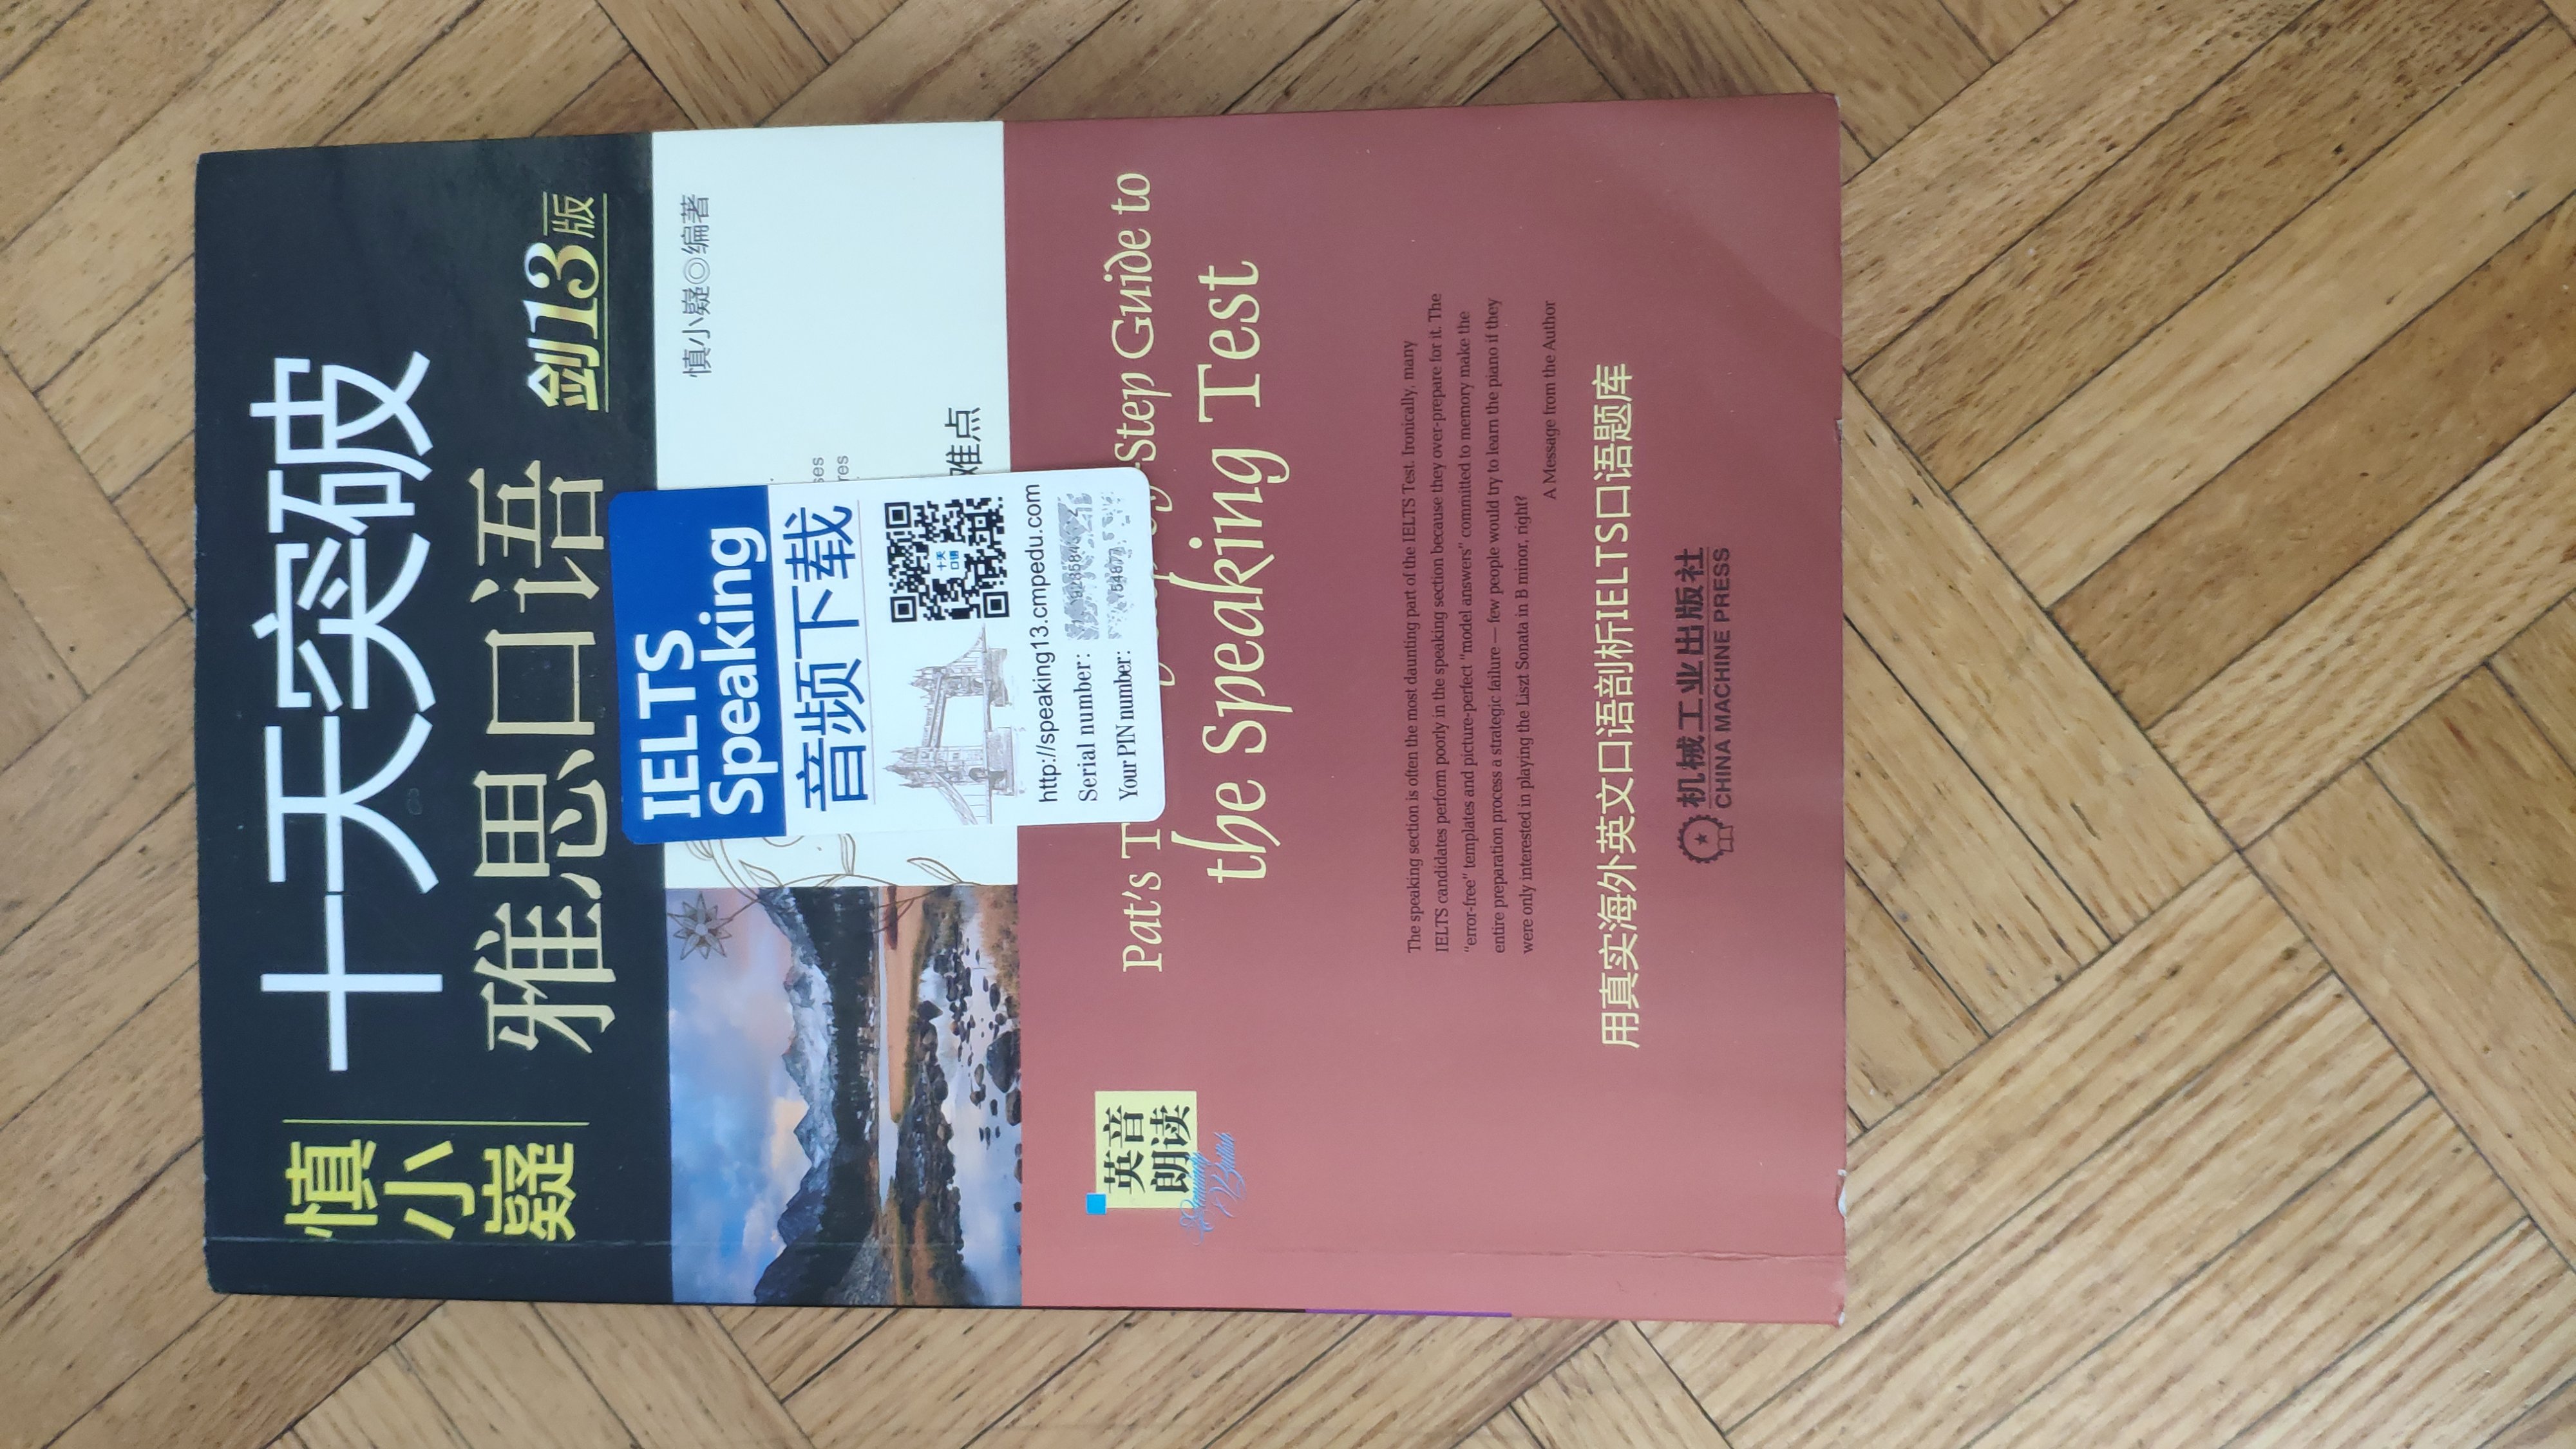 慎小嶷
十天突破
雅思口语
剑13版
慎小嶷◎编著
难点
IELTS
Speaking
音频下载
十天
口语
http://speaking13.cmpedu.com
Serial number:
Your PIN number:
Pat's T
Step Guide to
the Speaking Test
英音
朗读
The speaking section is often the most daunting part of the IELTS Test. Ironically, many
IELTS candidates perform poorly in the speaking section because they over-prepare for it. The
“error-free” templates and picture-perfect “model answers” committed to memory make the
entire preparation process a strategic failure — few people would try to learn the piano if they
were only interested in playing the Liszt Sonata in B minor, right?
A Message from the Author
用真实海外英文口语剖析IELTS口语题库
机械工业出版社
CHINA MACHINE PRESS